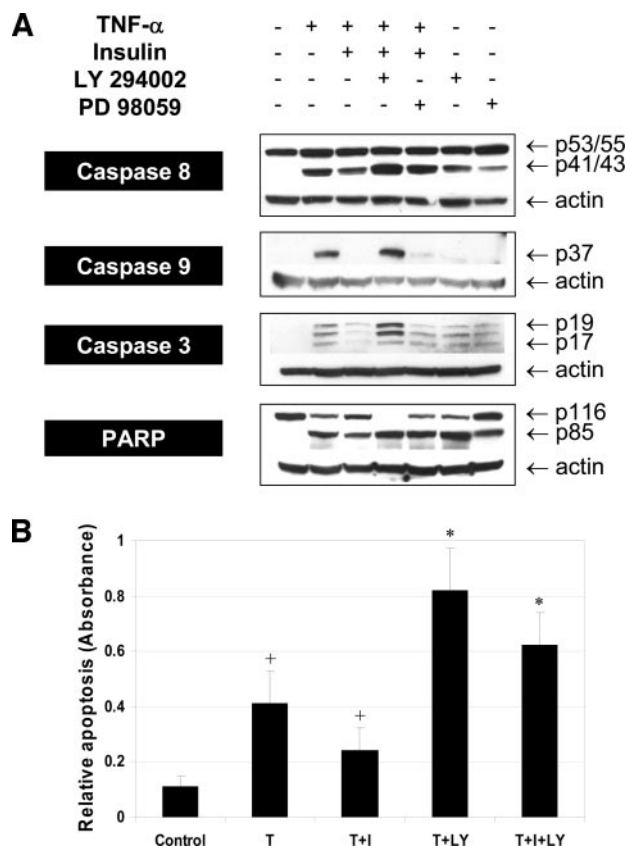 A
TNF-α - + + + + - -
Insulin - - + + + - -
LY 294002 - - - + - + -
PD 98059 - - - - + - +
Caspase 8
← p53/55
← p41/43
← actin
Caspase 9
← p37
← actin
Caspase 3
← p19
← p17
← actin
PARP
← p116
← p85
← actin
B
Relative apoptosis (Absorbance)
1
0.8
0.6
0.4
0.2
0
+
+
*
*
Control T T+I T+LY T+I+LY